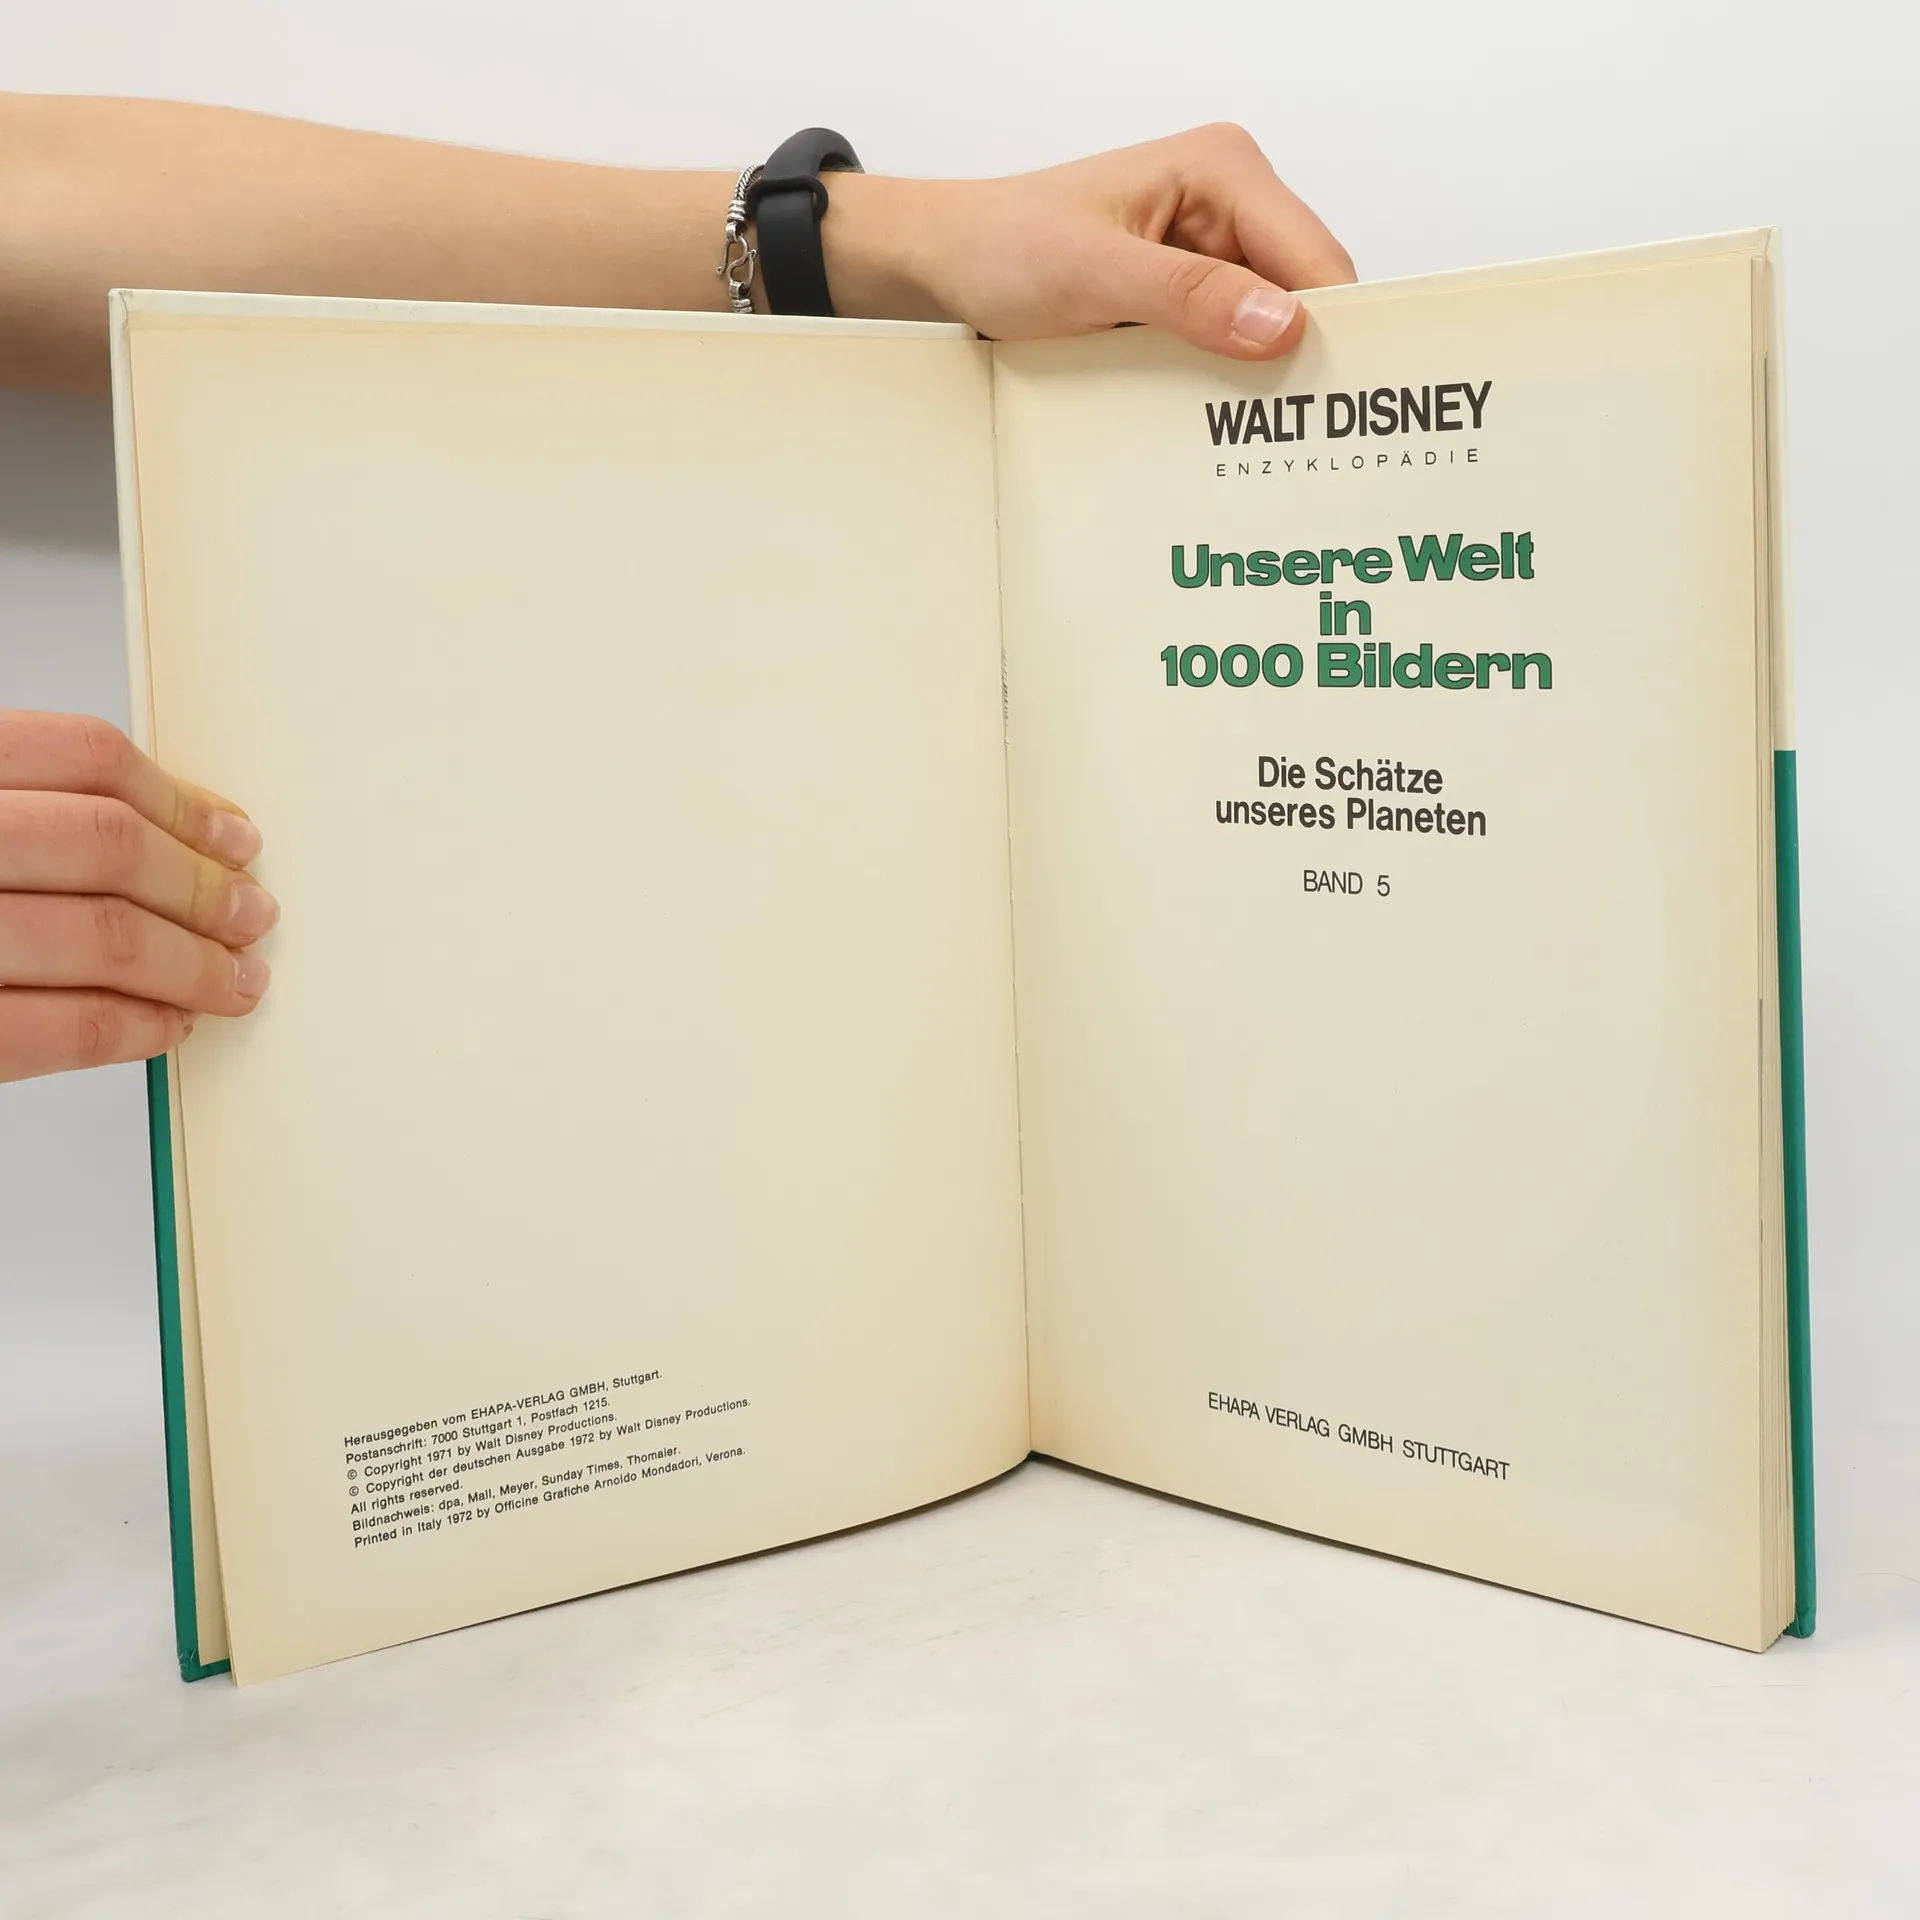 Herausgegeben vom EHAPA-VERLAG GMBH, Stuttgart.
Postanschrift: 7000 Stuttgart 1, Postfach 1215.
© Copyright 1971 by Walt Disney Productions.
© Copyright der deutschen Ausgabe 1972 by Walt Disney Productions.
All rights reserved.
Bildnachweis: dpa, Mall, Meyer, Sunday Times, Thomaier.
Printed in Italy 1972 by Officine Grafiche Arnoldo Mondadori, Verona.
WALT DISNEY
ENZYKLOPÄDIE
Unsere Welt
in
1000 Bildern
Die Schätze
unseres Planeten
BAND 5
EHAPA VERLAG GMBH STUTTGART